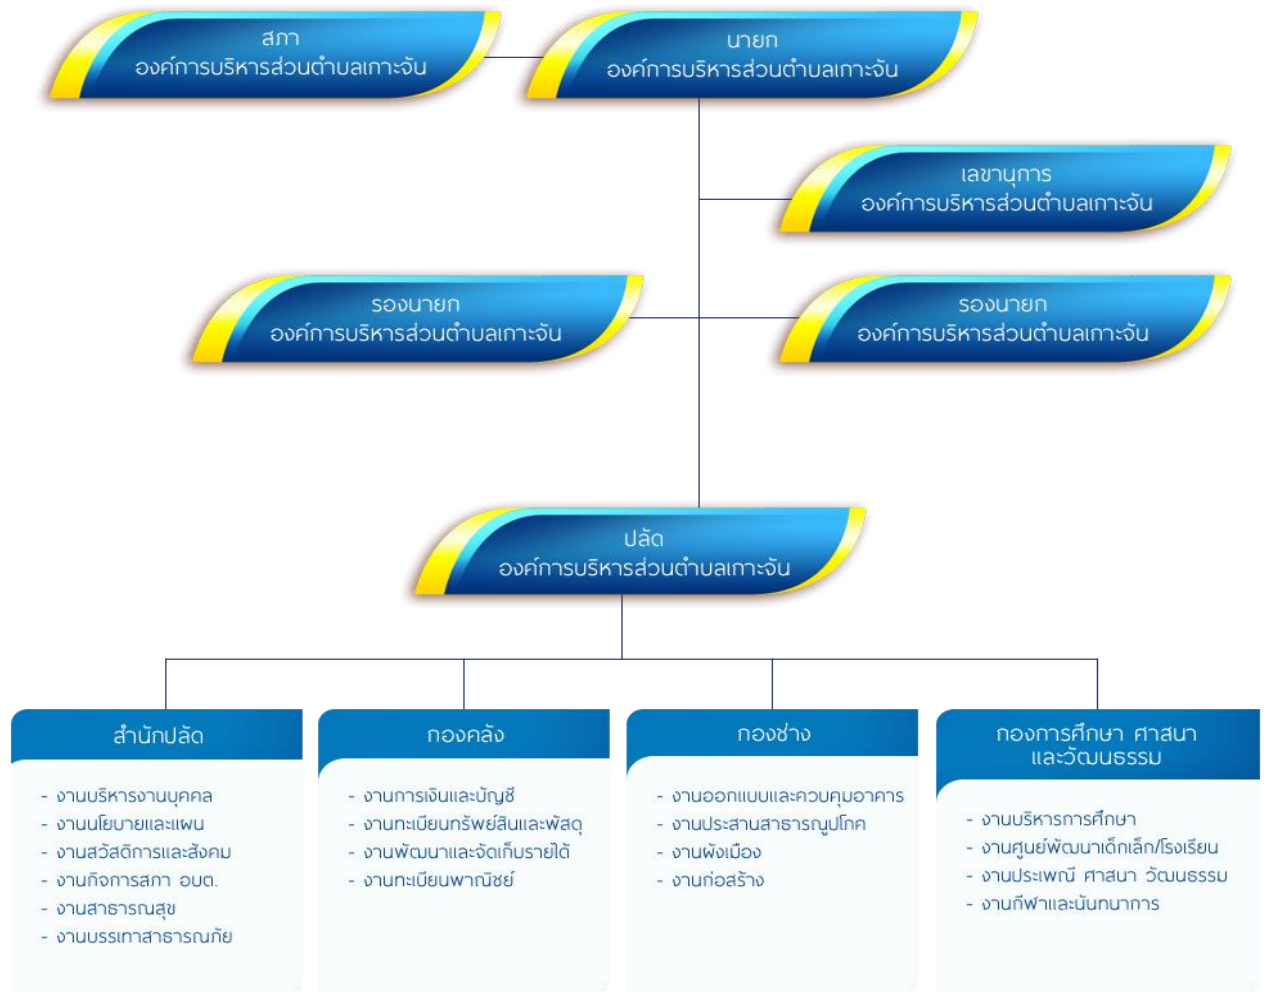 สภา
องค์การบริหารส่วนตำบลเกาะจัน
นายก
องค์การบริหารส่วนตำบลเกาะจัน
เลขานุการ
องค์การบริหารส่วนตำบลเกาะจัน
รองนายก
องค์การบริหารส่วนตำบลเกาะจัน
รองนายก
องค์การบริหารส่วนตำบลเกาะจัน
ปลัด
องค์การบริหารส่วนตำบลเกาะจัน
สำนักปลัด
- งานบริหารงานบุคคล
- งานนโยบายและแผน
- งานสวัสดิการและสังคม
- งานกิจการสภา อบต.
- งานสาธารณสุข
- งานบรรเทาสาธารณภัย
กองคลัง
- งานการเงินและบัญชี
- งานทะเบียนทรัพย์สินและพัสดุ
- งานพัฒนาและจัดเก็บรายได้
- งานทะเบียนพาณิชย์
กองช่าง
- งานออกแบบและควบคุมอาคาร
- งานประสานสาธารณูปโภค
- งานผังเมือง
- งานก่อสร้าง
กองการศึกษา ศาสนา
และวัฒนธรรม
- งานบริหารการศึกษา
- งานศูนย์พัฒนาเด็กเล็ก/โรงเรียน
- งานประเพณี ศาสนา วัฒนธรรม
- งานกีฬาและนันทนาการ